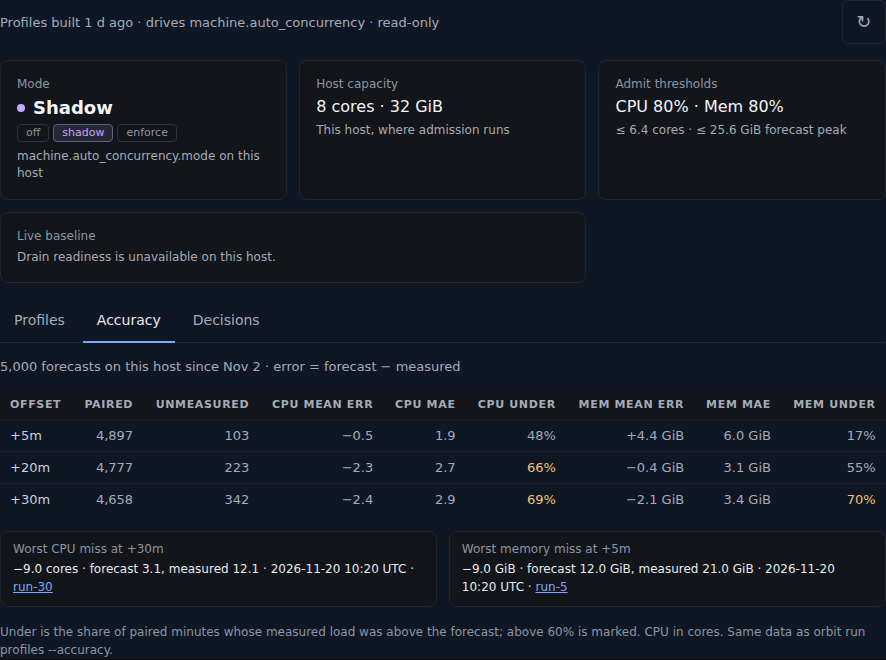 Profiles built 1 d ago · drives machine.auto_concurrency · read-only
↻
Mode
Shadow
off shadow enforce
machine.auto_concurrency.mode on this
host
Host capacity
8 cores · 32 GiB
This host, where admission runs
Admit thresholds
CPU 80% · Mem 80%
≤ 6.4 cores · ≤ 25.6 GiB forecast peak
Live baseline
Drain readiness is unavailable on this host.
Profiles Accuracy Decisions
5,000 forecasts on this host since Nov 2 · error = forecast − measured
OFFSET PAIRED UNMEASURED CPU MEAN ERR CPU MAE CPU UNDER MEM MEAN ERR MEM MAE MEM UNDER
+5m 4,897 103 −0.5 1.9 48% +4.4 GiB 6.0 GiB 17%
+20m 4,777 223 −2.3 2.7 66% −0.4 GiB 3.1 GiB 55%
+30m 4,658 342 −2.4 2.9 69% −2.1 GiB 3.4 GiB 70%
Worst CPU miss at +30m
−9.0 cores · forecast 3.1, measured 12.1 · 2026-11-20 10:20 UTC ·
run-30
Worst memory miss at +5m
−9.0 GiB · forecast 12.0 GiB, measured 21.0 GiB · 2026-11-20
10:20 UTC · run-5
Under is the share of paired minutes whose measured load was above the forecast; above 60% is marked. CPU in cores. Same data as orbit run
profiles --accuracy.